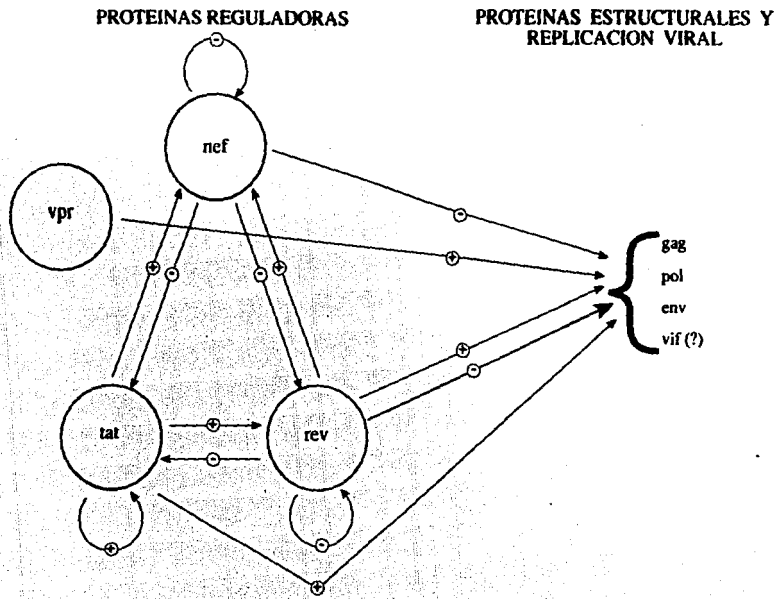 PROTEINAS REGULADORAS
PROTEINAS ESTRUCTURALES Y
REPLICACION VIRAL
-
nef
vpr
-
+
+
-
-
+
gag
pol
env
vif (?)
+
-
tat
+
-
rev
+
-
+